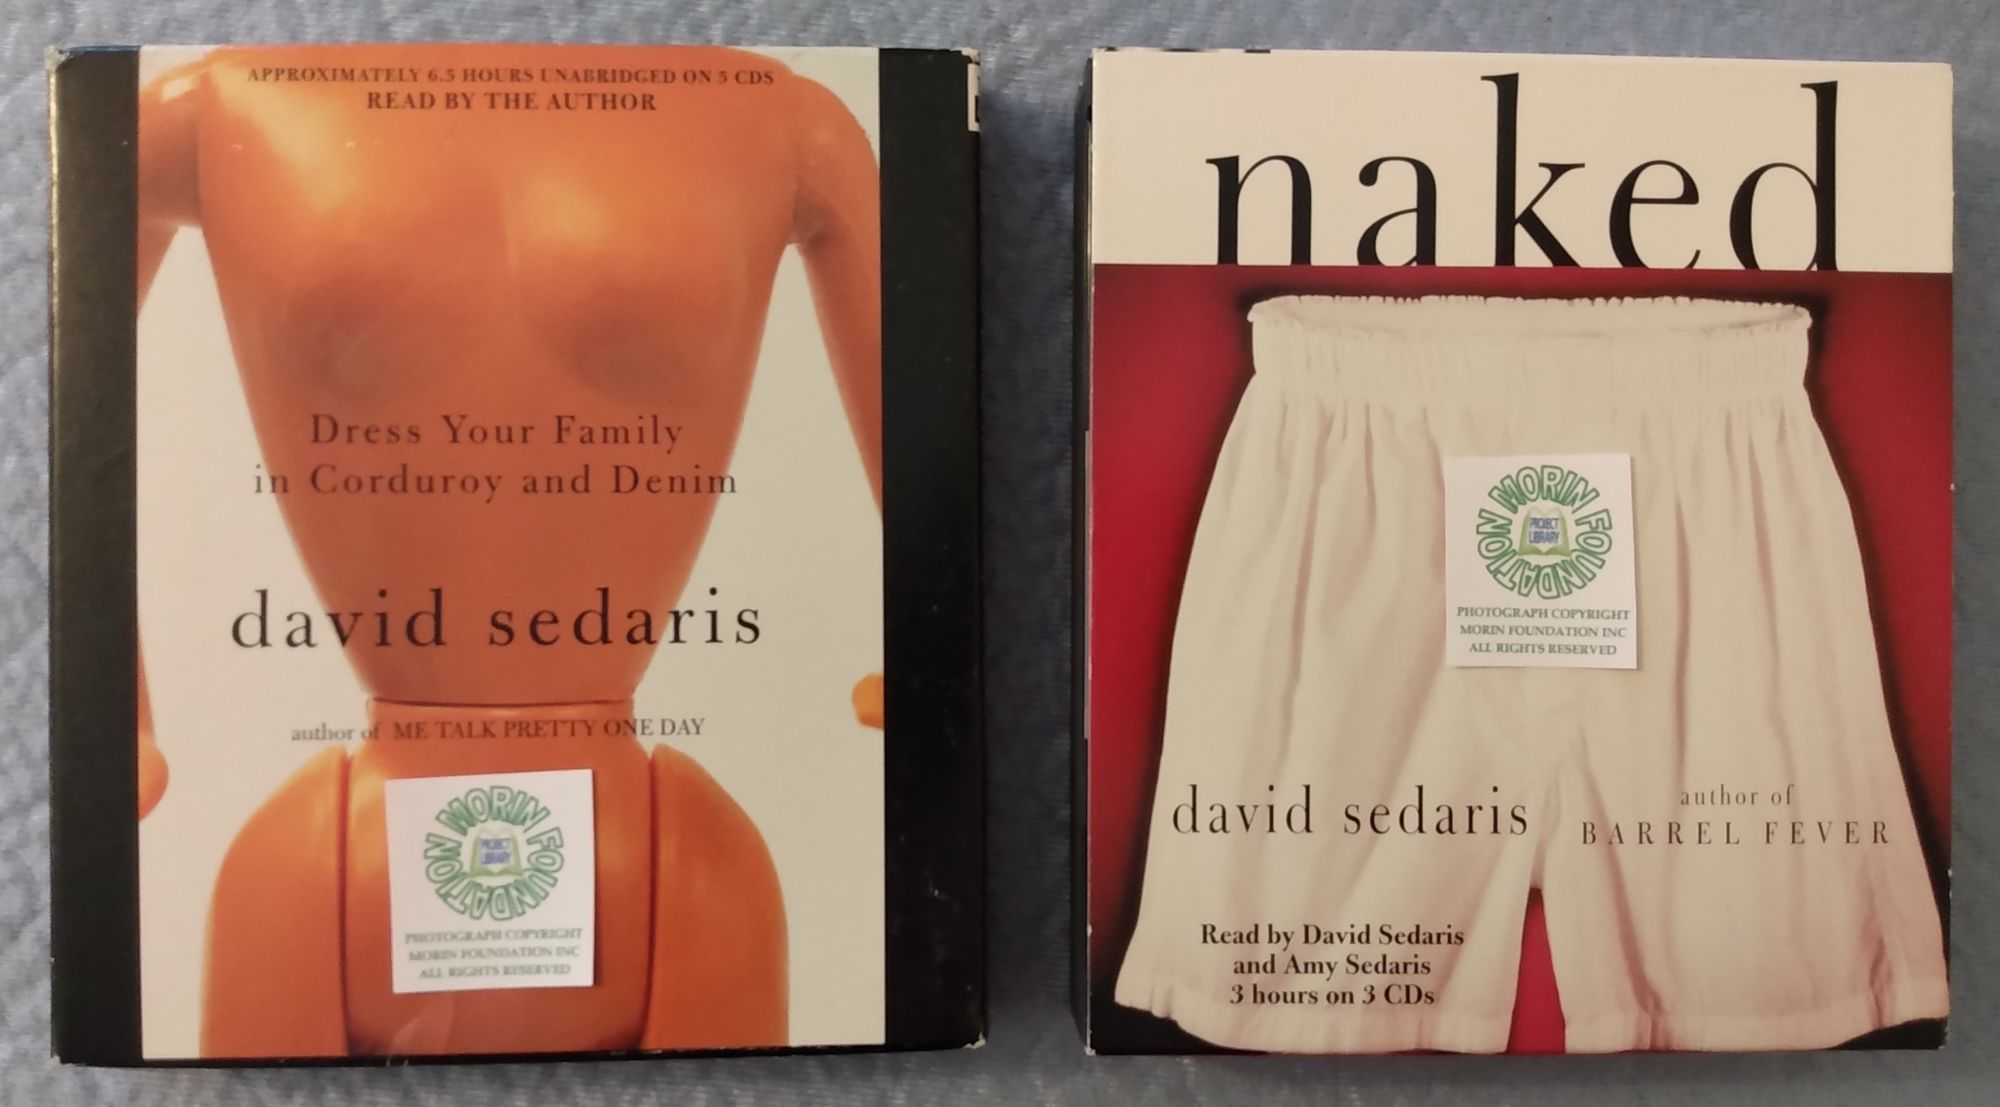 APPROXIMATELY 6.5 HOURS UNABRIDGED ON 5 CDS
READ BY THE AUTHOR
Dress Your Family
in Corduroy and Denim
david sedaris
author of ME TALK PRETTY ONE DAY
MORIN FOUNDATION
PROJECT
LIBRARY
PHOTOGRAPH COPYRIGHT
MORIN FOUNDATION INC
ALL RIGHTS RESERVED
naked
MORIN FOUNDATION
PROJECT
LIBRARY
PHOTOGRAPH COPYRIGHT
MORIN FOUNDATION INC
ALL RIGHTS RESERVED
david sedaris
author of
BARREL FEVER
Read by David Sedaris
and Amy Sedaris
3 hours on 3 CDs